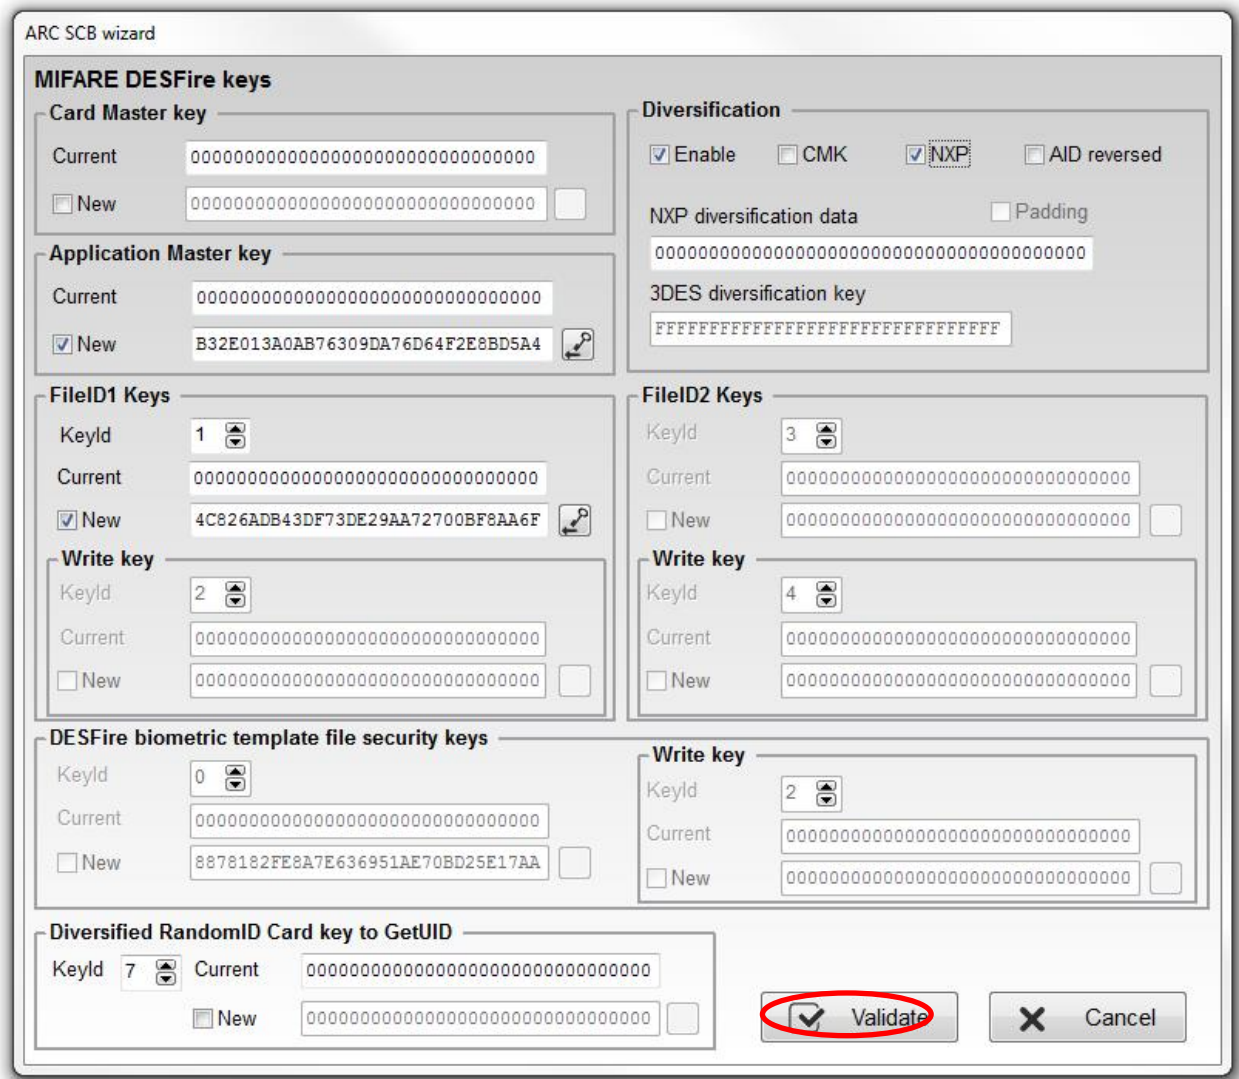 ARC SCB wizard
MIFARE DESFire keys
Card Master key
Current 00000000000000000000000000000000
New 00000000000000000000000000000000
Application Master key
Current 00000000000000000000000000000000
New B32E013A0AB76309DA76D64F2E8BD5A4
Diversification
Enable CMK NXP AID reversed
NXP diversification data Padding
0000000000000000000000000000000000000000
3DES diversification key
FFFFFFFFFFFFFFFFFFFFFFFFFFFFFFFF
FileID1 Keys
KeyId 1
Current 00000000000000000000000000000000
New 4C826ADB43DF73DE29AA72700BF8AA6F
Write key
KeyId 2
Current 00000000000000000000000000000000
New 00000000000000000000000000000000
FileID2 Keys
KeyId 3
Current 00000000000000000000000000000000
New 00000000000000000000000000000000
Write key
KeyId 4
Current 00000000000000000000000000000000
New 00000000000000000000000000000000
DESFire biometric template file security keys
KeyId 0
Current 00000000000000000000000000000000
New 8878182FE8A7E636951AE70BD25E17AA
Write key
KeyId 2
Current 00000000000000000000000000000000
New 00000000000000000000000000000000
Diversified RandomID Card key to GetUID
KeyId 7 Current 00000000000000000000000000000000
New 00000000000000000000000000000000
Validate Cancel